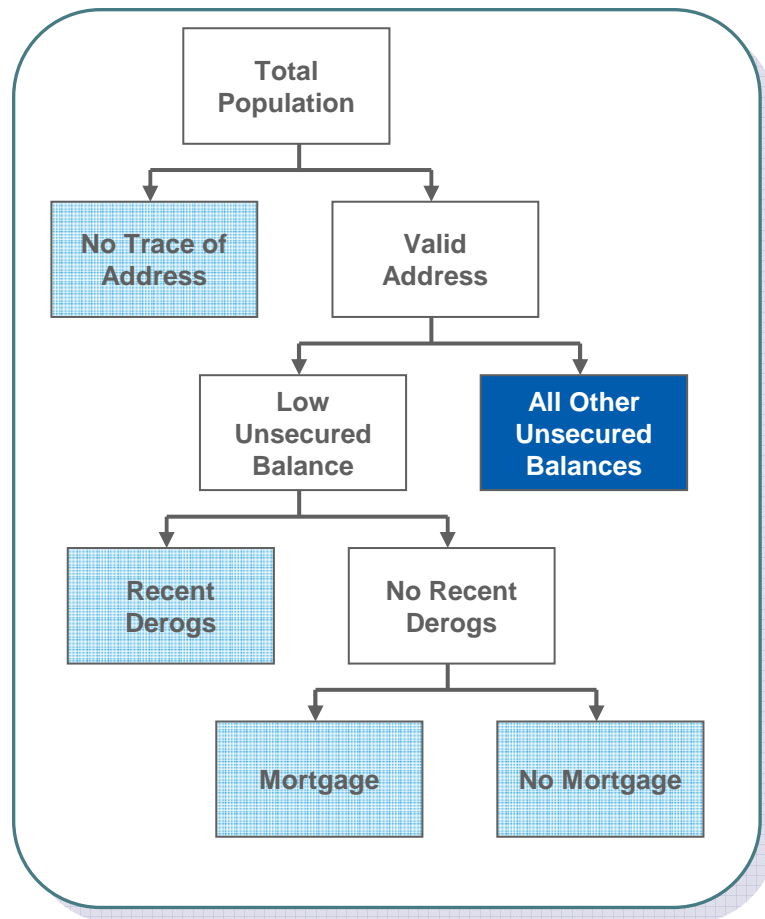 Total
Population
No Trace of
Address
Valid
Address
Low
Unsecured
Balance
All Other
Unsecured
Balances
Recent
Derogs
No Recent
Derogs
Mortgage
No Mortgage